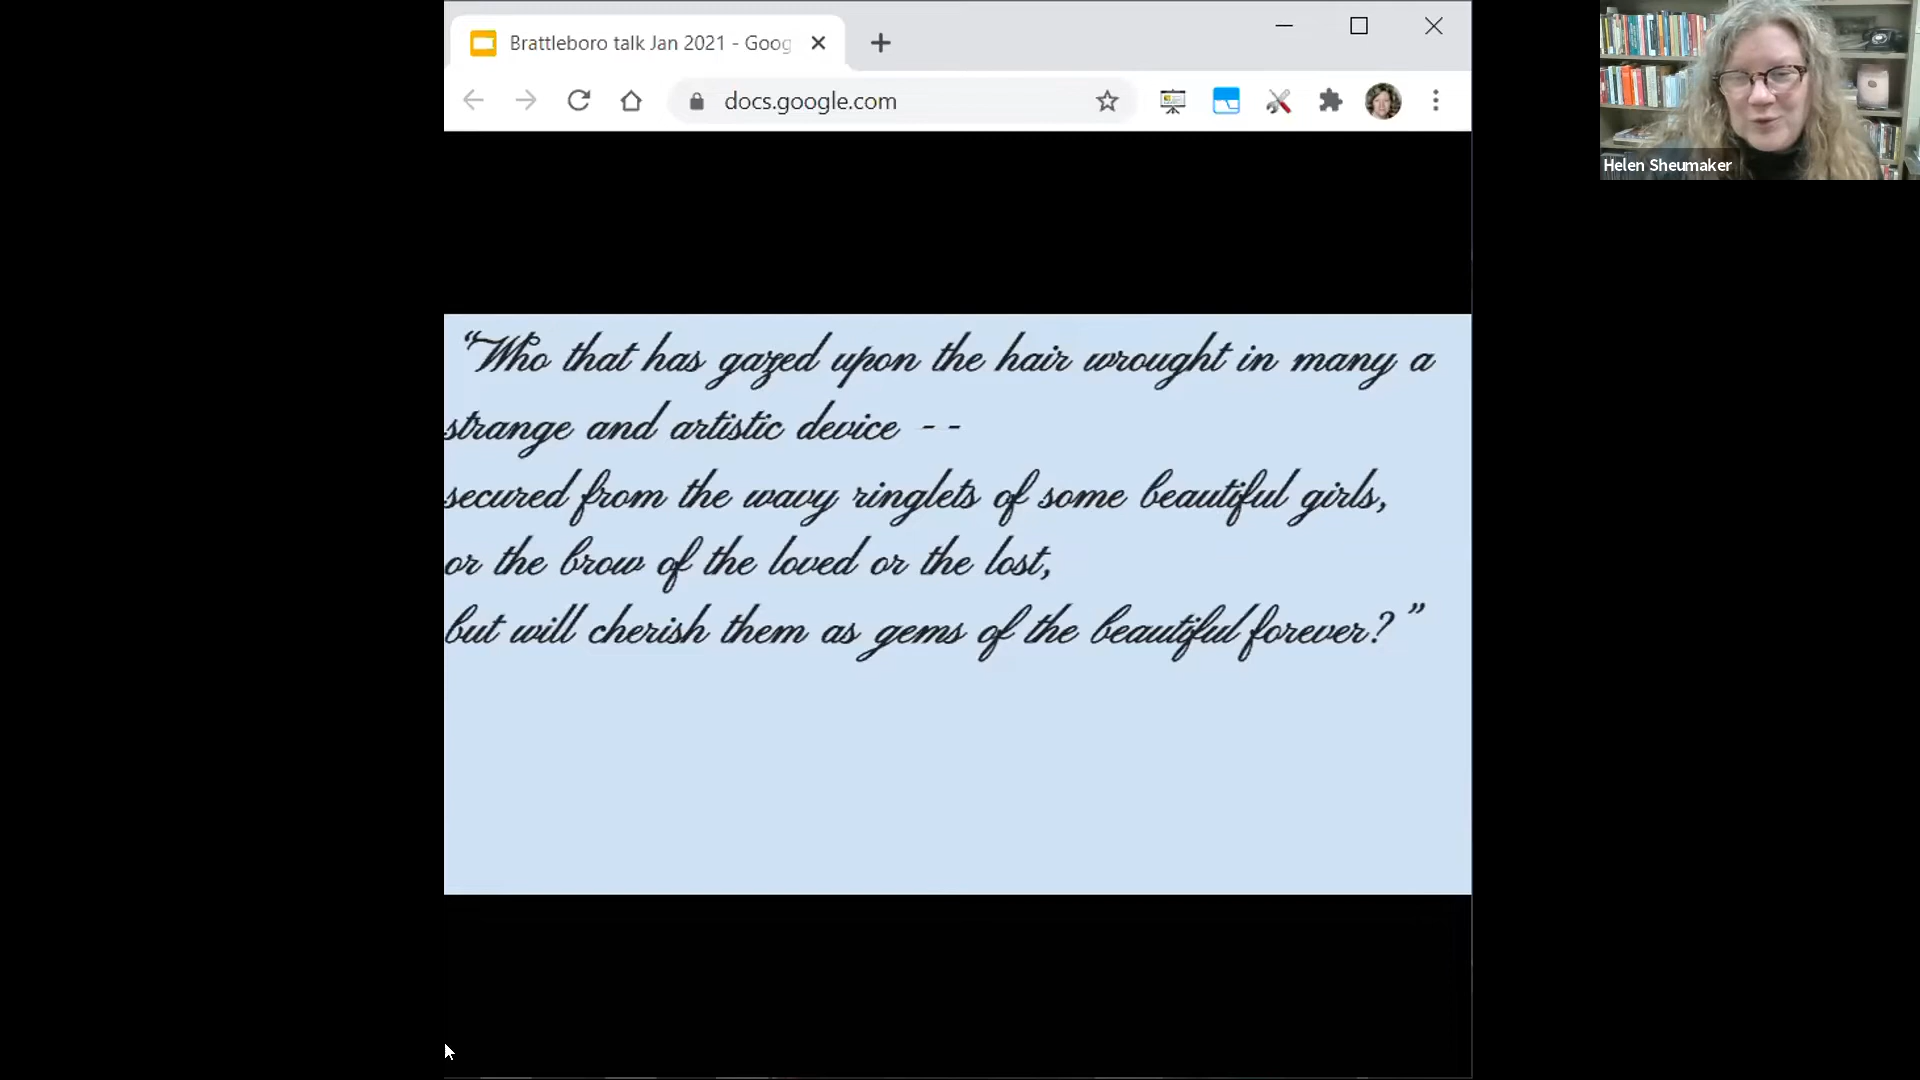 Brattleboro talk Jan 2021 - Goog
docs.google.com
Helen Sheumaker
“Who that has gazed upon the hair wrought in many a
strange and artistic device --
secured from the wavy ringlets of some beautiful girls,
or the brow of the loved or the lost,
but will cherish them as gems of the beautiful forever?”